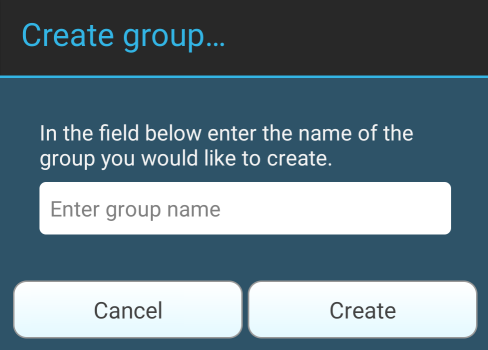 Create group...
In the field below enter the name of the
group you would like to create.
Enter group name
Cancel
Create